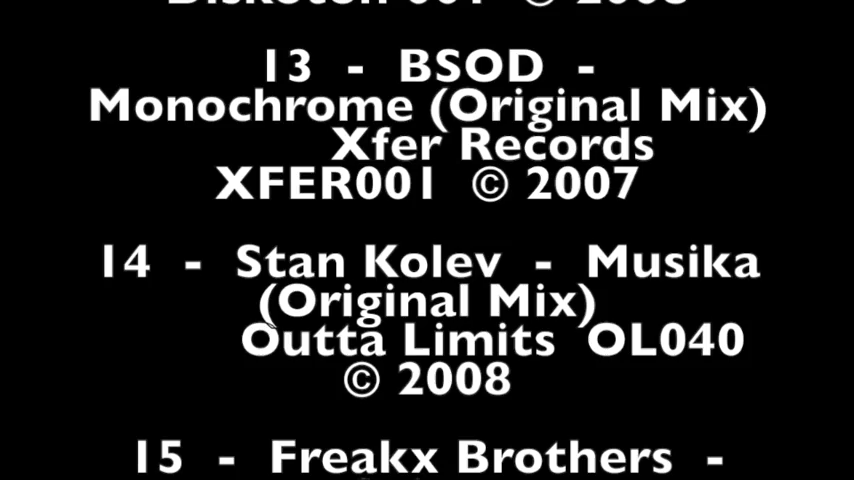 13 - BSOD -
Monochrome (Original Mix)
Xfer Records
XFER001 © 2007
14 - Stan Kolev - Musika
(Original Mix)
Outta Limits OL040
© 2008
15 - Freakx Brothers -